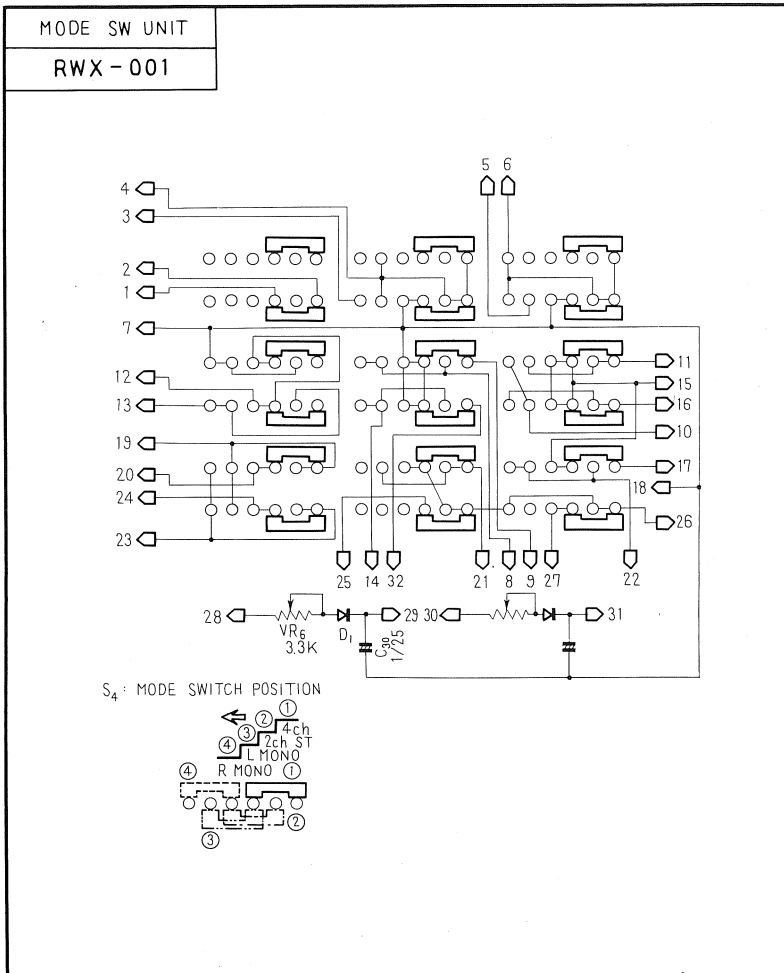 MODE SW UNIT
RWX-001
5 6
4
3
2
1
7
11
12
15
13
16
10
19
20
17
24
18
23
26
25 14 32 21 8 9 27 22
28
29
30
31
VR6
3.3K
D1
C30
1/25
S4: MODE SWITCH POSITION
①
②
③
④
4ch
2ch ST
L MONO
R MONO
④
①
②
③